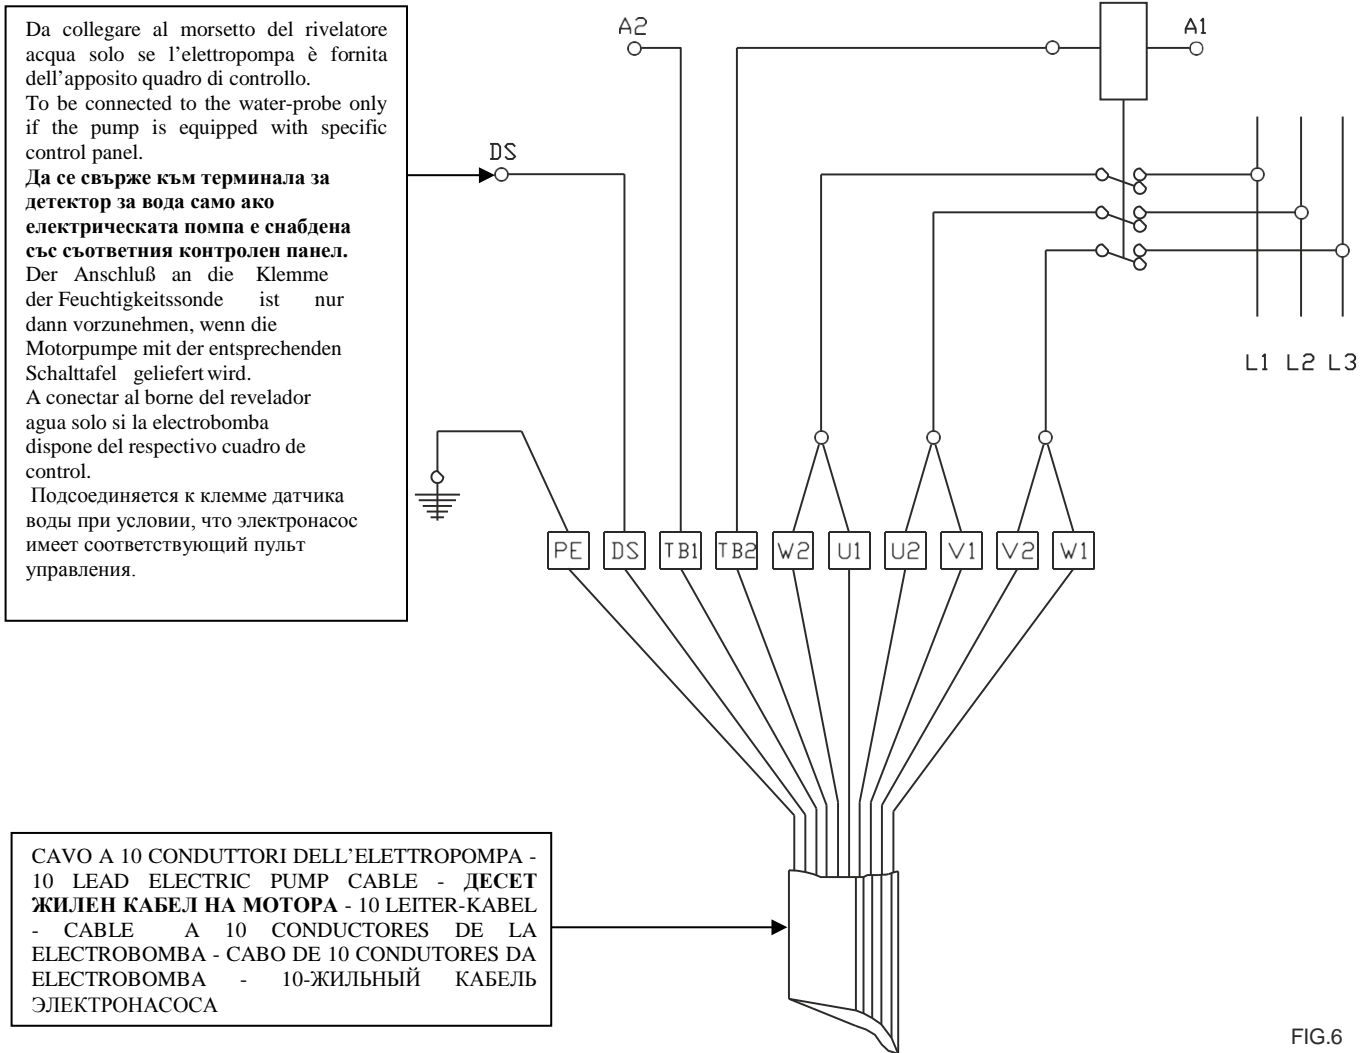 Da collegare al morsetto del rivelatore
acqua solo se l’elettropompa è fornita
dell’apposito quadro di controllo.
To be connected to the water-probe only
if the pump is equipped with specific
control panel.
Да се свърже към терминала за
детектор за вода само ако
електрическата помпа е снабдена
със съответния контролен панел.
Der Anschluß an die Klemme
der Feuchtigkeitssonde ist nur
dann vorzunehmen, wenn die
Motorpumpe mit der entsprechenden
Schalttafel geliefert wird.
A conectar al borne del revelador
agua solo si la electrobomba
dispone del respectivo cuadro de
control.
Подсоединяется к клемме датчика
воды при условии, что электронасос
имеет соответствующий пульт
управления.
A2
A1
DS
L1 L2 L3
PE DS TB1 TB2 W2 U1 U2 V1 V2 W1
CAVO A 10 CONDUTTORI DELL’ELETTROPOMPA -
10 LEAD ELECTRIC PUMP CABLE - ДЕСЕТ
ЖИЛЕН КАБЕЛ НА МОТОРА - 10 LEITER-KABEL
- CABLE A 10 CONDUCTORES DE LA
ELECTROBOMBA - CABO DE 10 CONDUTORES DA
ELECTROBOMBA - 10-ЖИЛЬНЫЙ КАБЕЛЬ
ЭЛЕКТРОНАСОСА
FIG.6